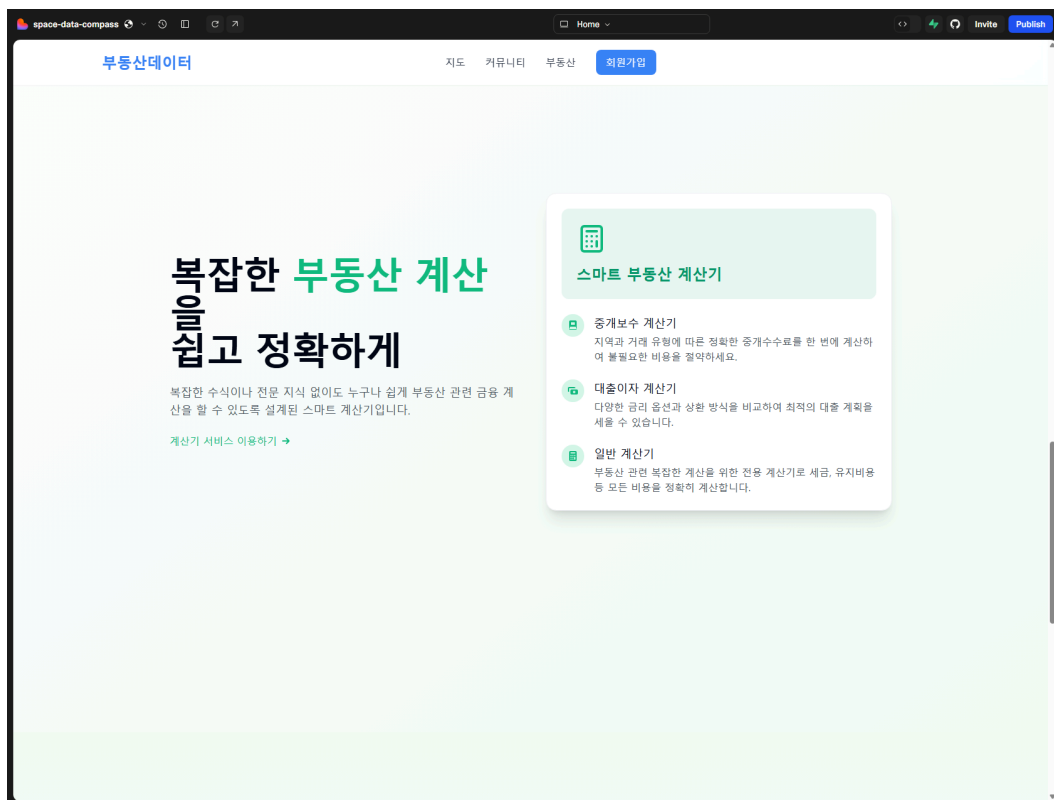 space-data-compass
Home
Invite
Publish
부동산데이터
지도
커뮤니티
부동산
회원가입
복잡한 부동산 계산
을
쉽고 정확하게
복잡한 수식이나 전문 지식 없이도 누구나 쉽게 부동산 관련 금융 계
산을 할 수 있도록 설계된 스마트 계산기입니다.
계산기 서비스 이용하기 →
스마트 부동산 계산기
중개보수 계산기
지역과 거래 유형에 따른 정확한 중개수수료를 한 번에 계산하
여 불필요한 비용을 절약하세요.
대출이자 계산기
다양한 금리 옵션과 상환 방식을 비교하여 최적의 대출 계획을
세울 수 있습니다.
일반 계산기
부동산 관련 복잡한 계산을 위한 전용 계산기로 세금, 유지비용
등 모든 비용을 정확히 계산합니다.